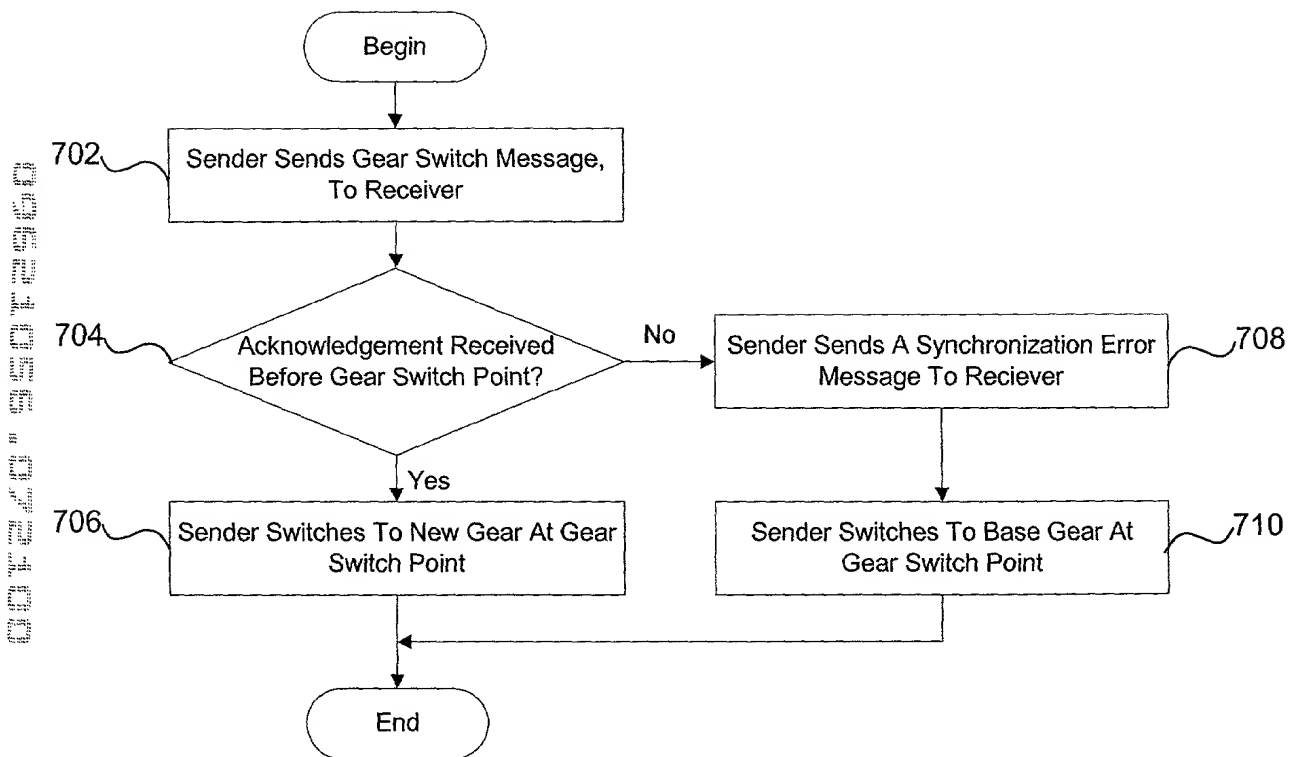 Begin
702
Sender Sends Gear Switch Message,
To Receiver
704
Acknowledgement Received
Before Gear Switch Point?
No
Sender Sends A Synchronization Error
Message To Reciever
708
Yes
706
Sender Switches To New Gear At Gear
Switch Point
Sender Switches To Base Gear At
Gear Switch Point
710
End